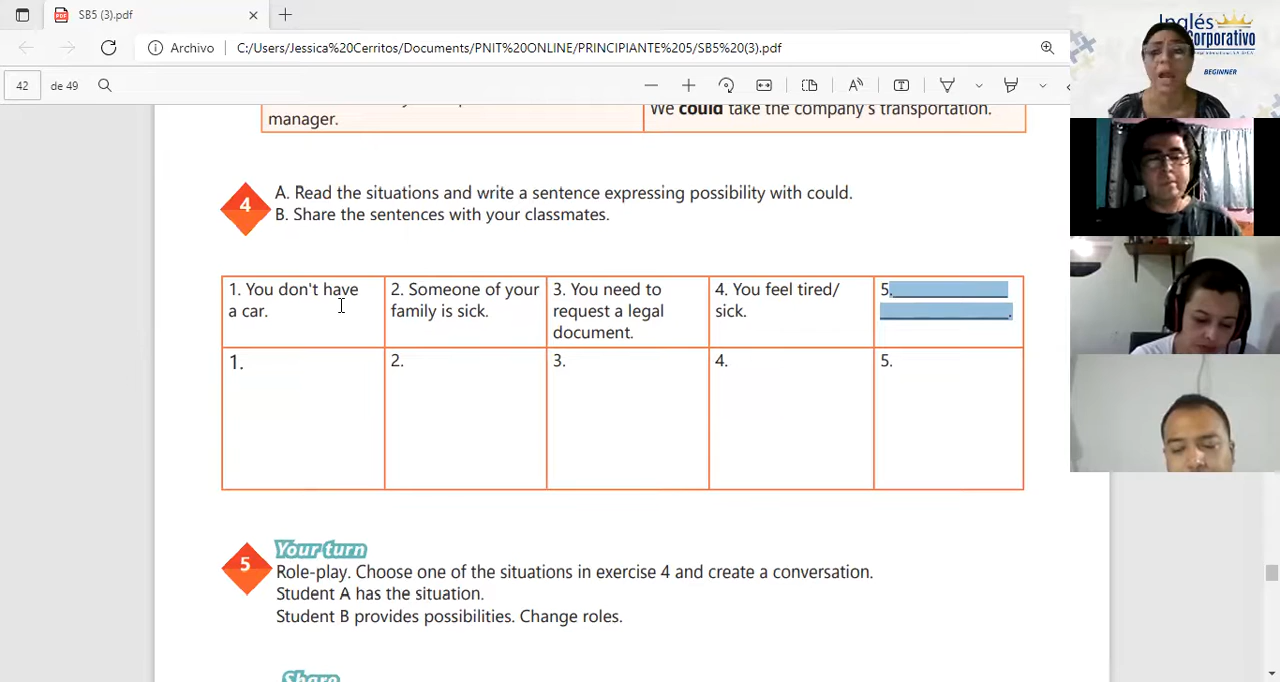 SB5 (3).pdf
Archivo
C:/Users/Jessica%20Cerritos/Documents/PNIT%20ONLINE/PRINCIPIANTE%205/SB5%20(3).pdf
42 de 49
Inglés
Corporativo
BEGINNER
manager.
We could take the company's transportation.
4
A. Read the situations and write a sentence expressing possibility with could.
B. Share the sentences with your classmates.
1. You don't have
a car.
2. Someone of your
family is sick.
3. You need to
request a legal
document.
4. You feel tired/
sick.
5.
1.
2.
3.
4.
5.
5
Your turn
Role-play. Choose one of the situations in exercise 4 and create a conversation.
Student A has the situation.
Student B provides possibilities. Change roles.
Share